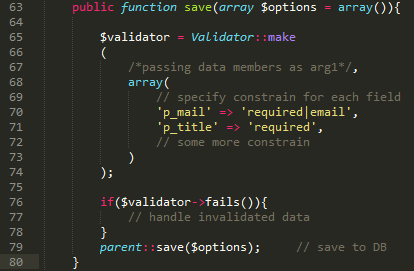 63 public function save(array $options = array()){
64
65 $validator = Validator::make
66 (
67 /*passing data members as arg1*/,
68 array(
69 // specify constrain for each field
70 'p_mail' => 'required|email',
71 'p_title' => 'required',
72 // some more constrain
73 )
74 );
75
76 if($validator->fails()){
77 // handle invalidated data
78 }
79 parent::save($options); // save to DB
80 }